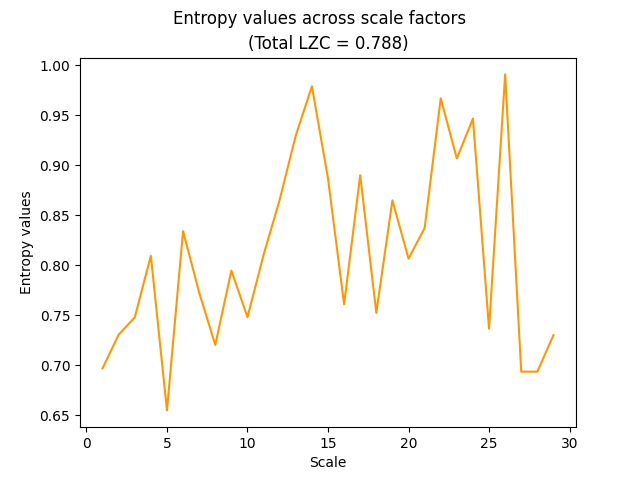 Entropy values across scale factors
(Total LZC = 0.788)
1.00
0.95
0.90
0.85
0.80
0.75
0.70
0.65
Entropy values
0 5 10 15 20 25 30
Scale